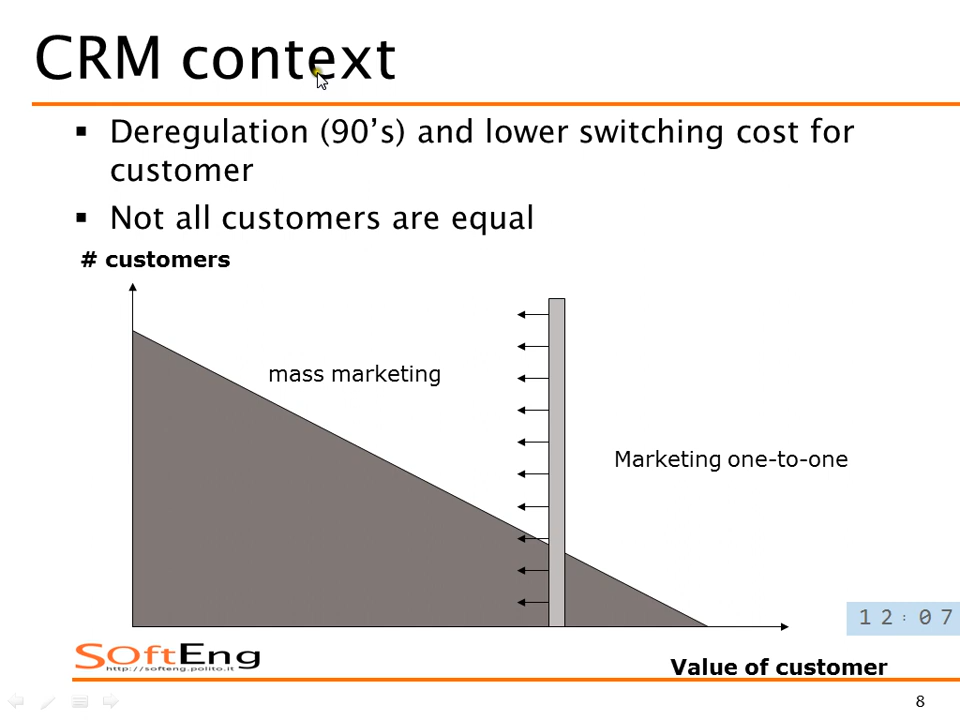 CRM context
Deregulation (90’s) and lower switching cost for
customer
Not all customers are equal
# customers
mass marketing
Marketing one-to-one
12:07
SOftEng
http://softeng.polito.it
Value of customer
8